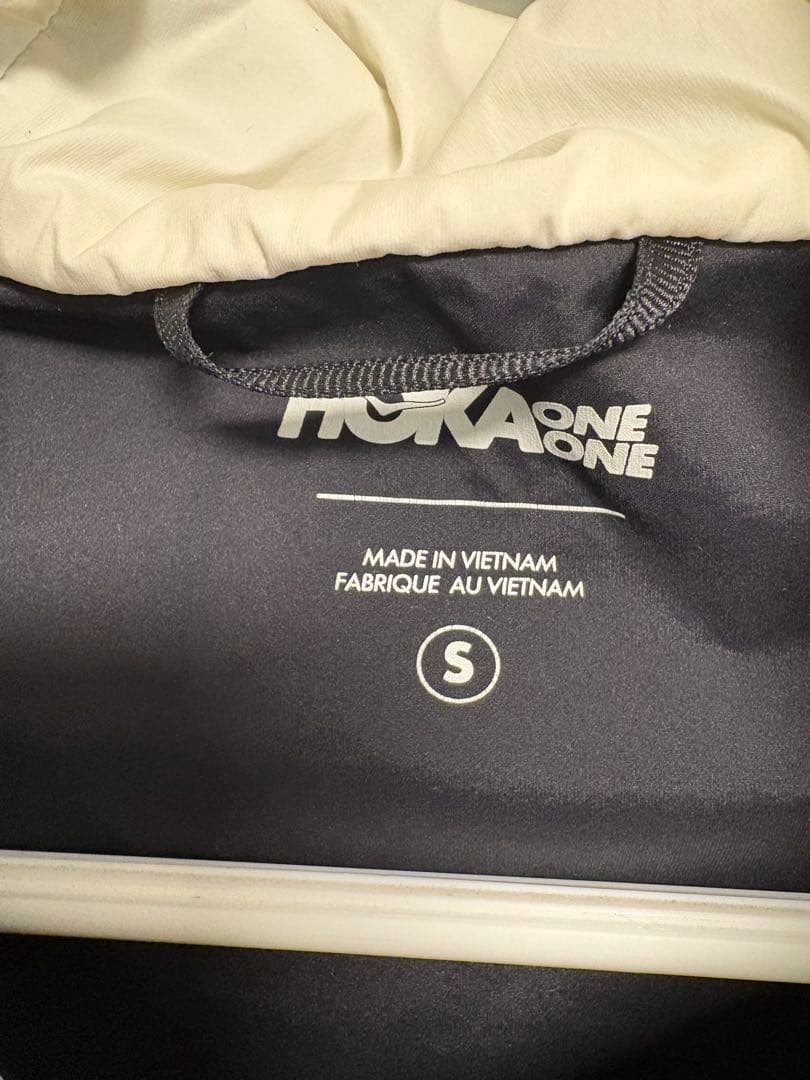 HOKA ONE ONE
MADE IN VIETNAM
FABRIQUE AU VIETNAM
S